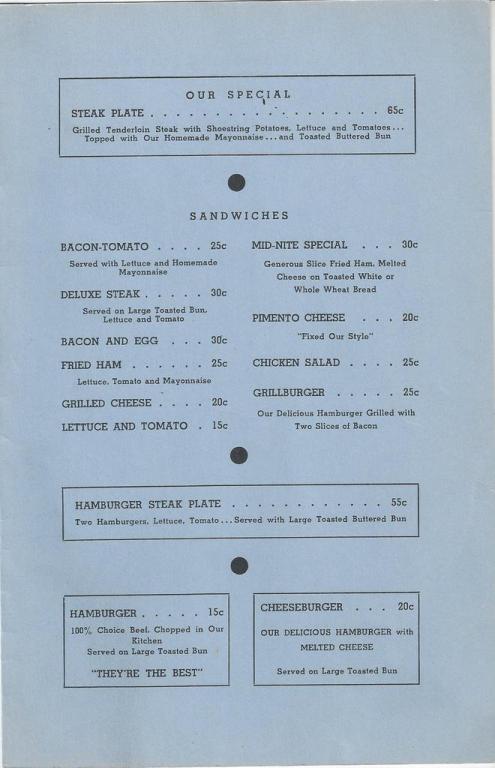 OUR SPECIAL
STEAK PLATE . . . . . . . . . . . . . . . . . . 65c
Grilled Tenderloin Steak with Shoestring Potatoes, Lettuce and Tomatoes...
Topped with Our Homemade Mayonnaise...and Toasted Buttered Bun
SANDWICHES
BACON-TOMATO . . . . 25c
Served with Lettuce and Homemade
Mayonnaise
DELUXE STEAK . . . . . 30c
Served on Large Toasted Bun,
Lettuce and Tomato
BACON AND EGG . . . 30c
FRIED HAM . . . . . . 25c
Lettuce, Tomato and Mayonnaise
GRILLED CHEESE . . . . 20c
LETTUCE AND TOMATO . 15c
MID-NITE SPECIAL . . . 30c
Generous Slice Fried Ham, Melted
Cheese on Toasted White or
Whole Wheat Bread
PIMENTO CHEESE . . . 20c
"Fixed Our Style"
CHICKEN SALAD . . . . 25c
GRILLBURGER . . . . . 25c
Our Delicious Hamburger Grilled with
Two Slices of Bacon
HAMBURGER STEAK PLATE . . . . . . . . . . . . 55c
Two Hamburgers, Lettuce, Tomato...Served with Large Toasted Buttered Bun
HAMBURGER . . . . . 15c
100% Choice Beef, Chopped in Our
Kitchen
Served on Large Toasted Bun
"THEY'RE THE BEST"
CHEESEBURGER . . . 20c
OUR DELICIOUS HAMBURGER with
MELTED CHEESE
Served on Large Toasted Bun